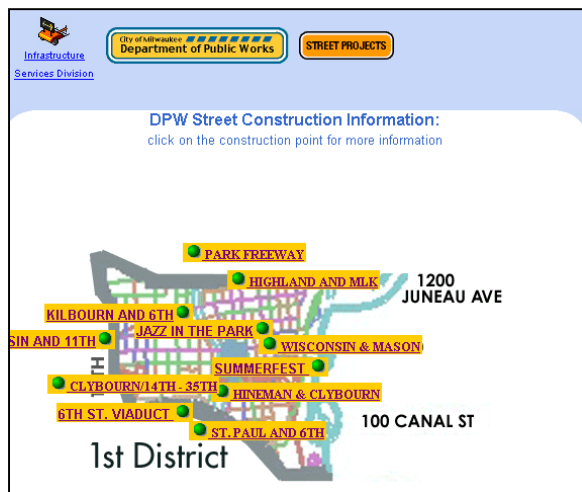 Infrastructure
Services Division
City of Milwaukee
Department of Public Works
STREET PROJECTS
DPW Street Construction Information:
click on the construction point for more information
PARK FREEWAY
HIGHLAND AND MLK
1200
JUNEAU AVE
KILBOURN AND 6TH
JAZZ IN THE PARK
SIN AND 11TH
WISCONSIN & MASON
SUMMERFEST
CLYBOURN/14TH - 35TH
HINEMAN & CLYBOURN
6TH ST. VIADUCT
100 CANAL ST
ST. PAUL AND 6TH
1st District